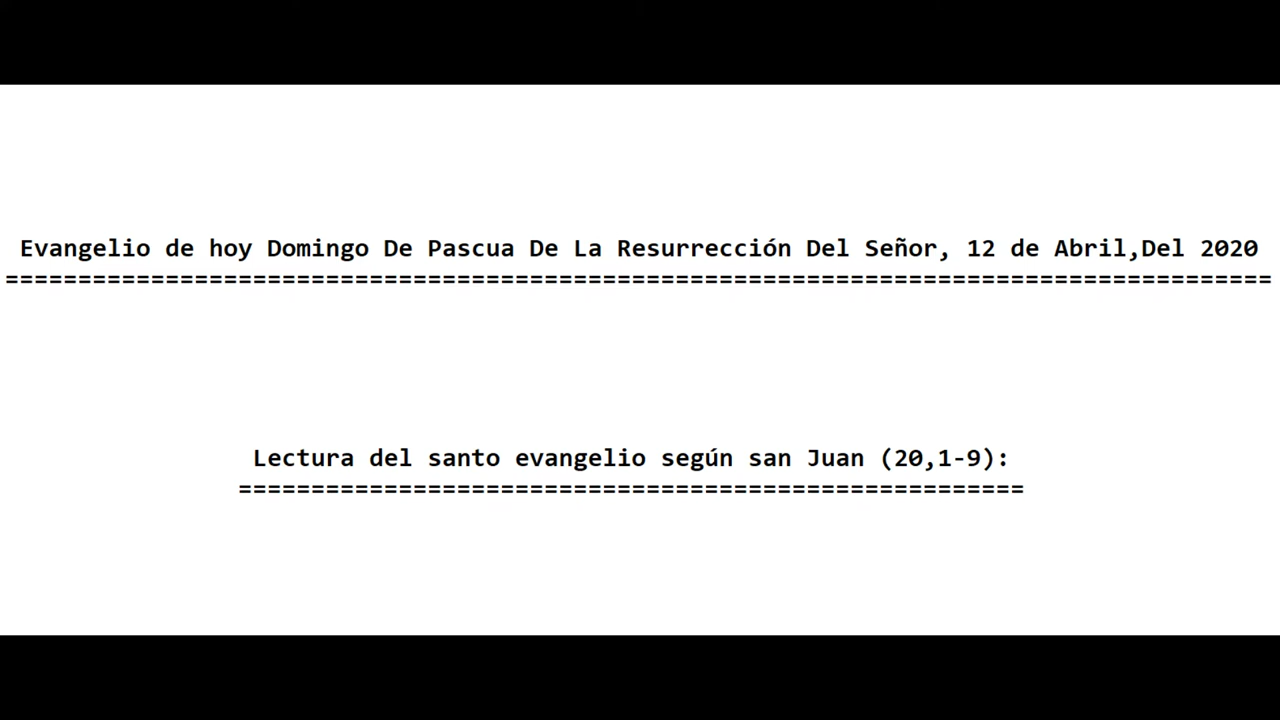 Evangelio de hoy Domingo De Pascua De La Resurrección Del Señor, 12 de Abril,Del 2020
=======================================================================================
Lectura del santo evangelio según san Juan (20,1-9):
======================================================